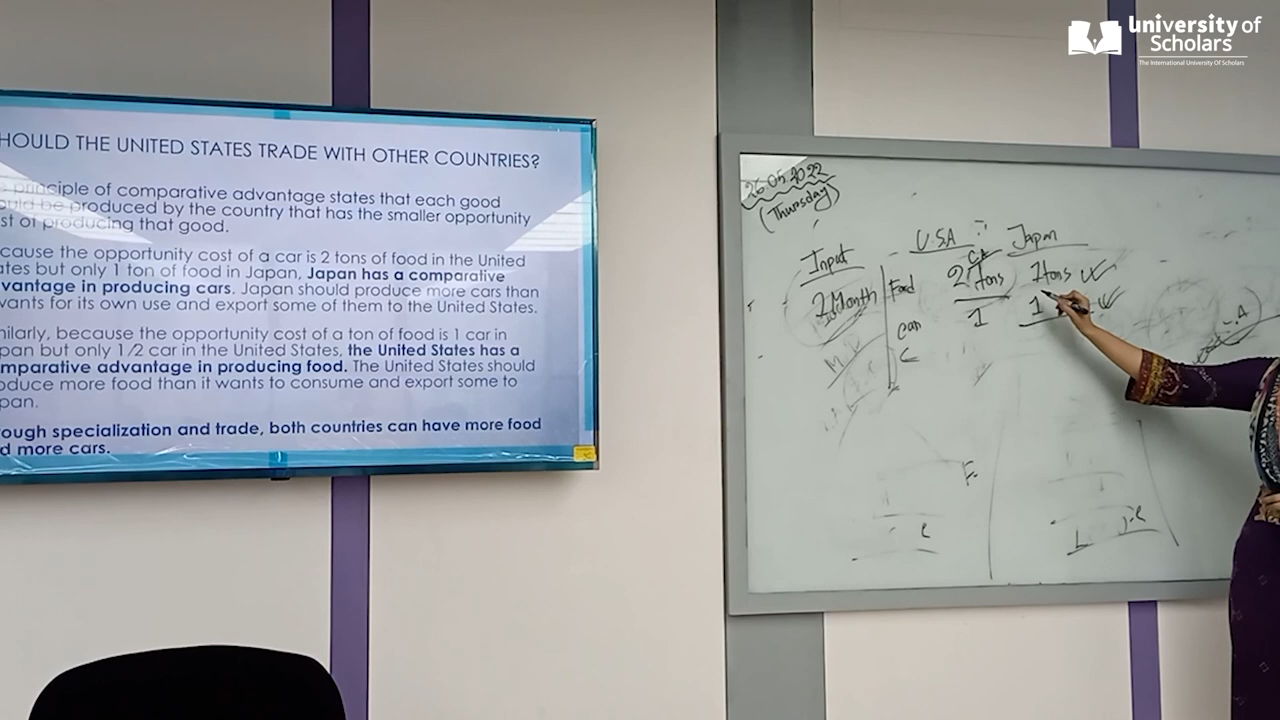 university of
Scholars
The International University Of Scholars
HOULD THE UNITED STATES TRADE WITH OTHER COUNTRIES?
principle of comparative advantage states that each good
uld be produced by the country that has the smaller opportunity
st of producing that good.
cause the opportunity cost of a car is 2 tons of food in the United
ates but only 1 ton of food in Japan, Japan has a comparative
vantage in producing cars. Japan should produce more cars than
vants for its own use and export some of them to the United States.
nilarly, because the opportunity cost of a ton of food is 1 car in
pan but only 1/2 car in the United States, the United States has a
mparative advantage in producing food. The United States should
oduce more food than it wants to consume and export some to
pan.
rough specialization and trade, both countries can have more food
d more cars.
26.05.2022
(Thursday)
Input U.S.A Japan
CA
1 Month Food 2 tons 1 tons
Car 1 1
C
F